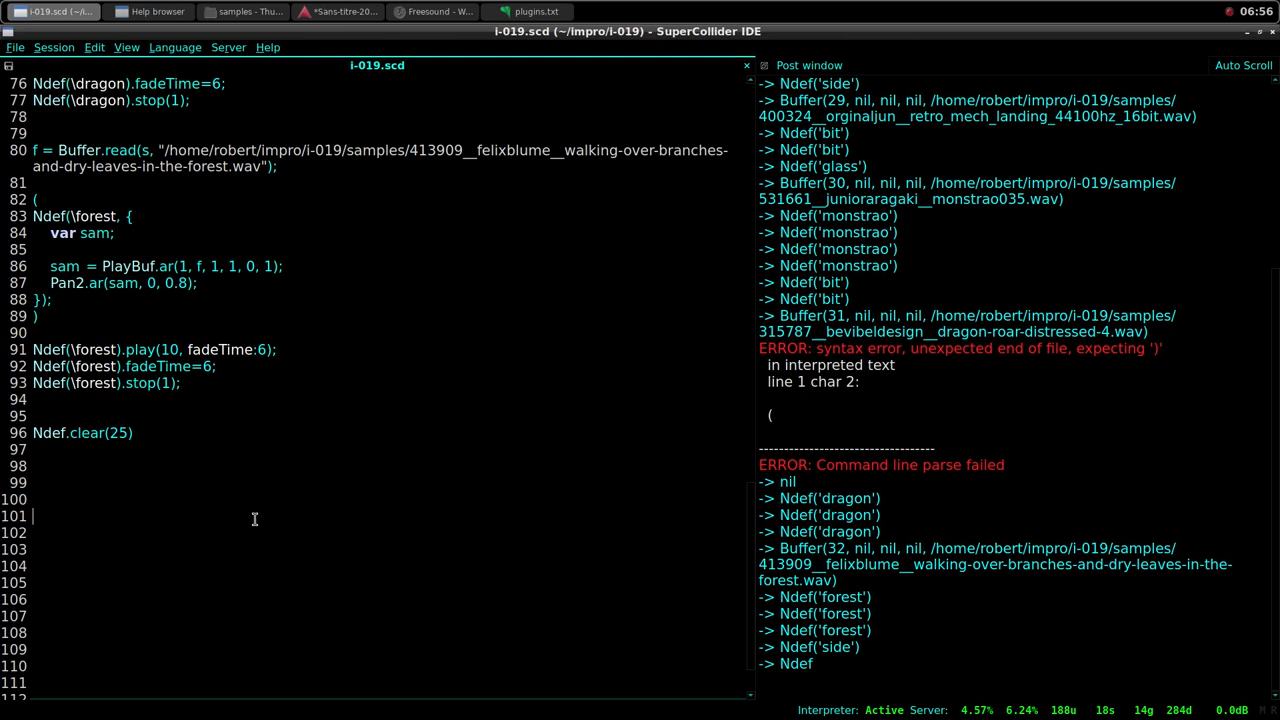 i-019.scd (~/i...
Help browser
samples - Thu...
*Sans-titre-20...
Freesound - W...
plugins.txt
06:56
i-019.scd (~/impro/i-019) - SuperCollider IDE
File Session Edit View Language Server Help
i-019.scd
76 Ndef(\dragon).fadeTime=6;
77 Ndef(\dragon).stop(1);
78
79
80 f = Buffer.read(s, "/home/robert/impro/i-019/samples/413909__felixblume__walking-over-branches-
and-dry-leaves-in-the-forest.wav");
81
82 (
83 Ndef(\forest, {
84 var sam;
85
86 sam = PlayBuf.ar(1, f, 1, 1, 0, 1);
87 Pan2.ar(sam, 0, 0.8);
88 });
89 )
90
91 Ndef(\forest).play(10, fadeTime:6);
92 Ndef(\forest).fadeTime=6;
93 Ndef(\forest).stop(1);
94
95
96 Ndef.clear(25)
97
98
99
100
101
102
103
104
105
106
107
108
109
110
111
112
Post window
Auto Scroll
-> Ndef('side')
-> Buffer(29, nil, nil, nil, /home/robert/impro/i-019/samples/
400324__orginaljun__retro_mech_landing_44100hz_16bit.wav)
-> Ndef('bit')
-> Ndef('bit')
-> Ndef('glass')
-> Buffer(30, nil, nil, nil, /home/robert/impro/i-019/samples/
531661__junioraragaki__monstrao035.wav)
-> Ndef('monstrao')
-> Ndef('monstrao')
-> Ndef('monstrao')
-> Ndef('monstrao')
-> Ndef('bit')
-> Ndef('bit')
-> Buffer(31, nil, nil, nil, /home/robert/impro/i-019/samples/
315787__bevibeldesign__dragon-roar-distressed-4.wav)
ERROR: syntax error, unexpected end of file, expecting ')'
in interpreted text
line 1 char 2:
(
-----------------------------------
ERROR: Command line parse failed
-> nil
-> Ndef('dragon')
-> Ndef('dragon')
-> Ndef('dragon')
-> Buffer(32, nil, nil, nil, /home/robert/impro/i-019/samples/
413909__felixblume__walking-over-branches-and-dry-leaves-in-the-
forest.wav)
-> Ndef('forest')
-> Ndef('forest')
-> Ndef('forest')
-> Ndef('side')
-> Ndef
Interpreter: Active Server: 4.57% 6.24% 188u 18s 14g 284d 0.0dB M R